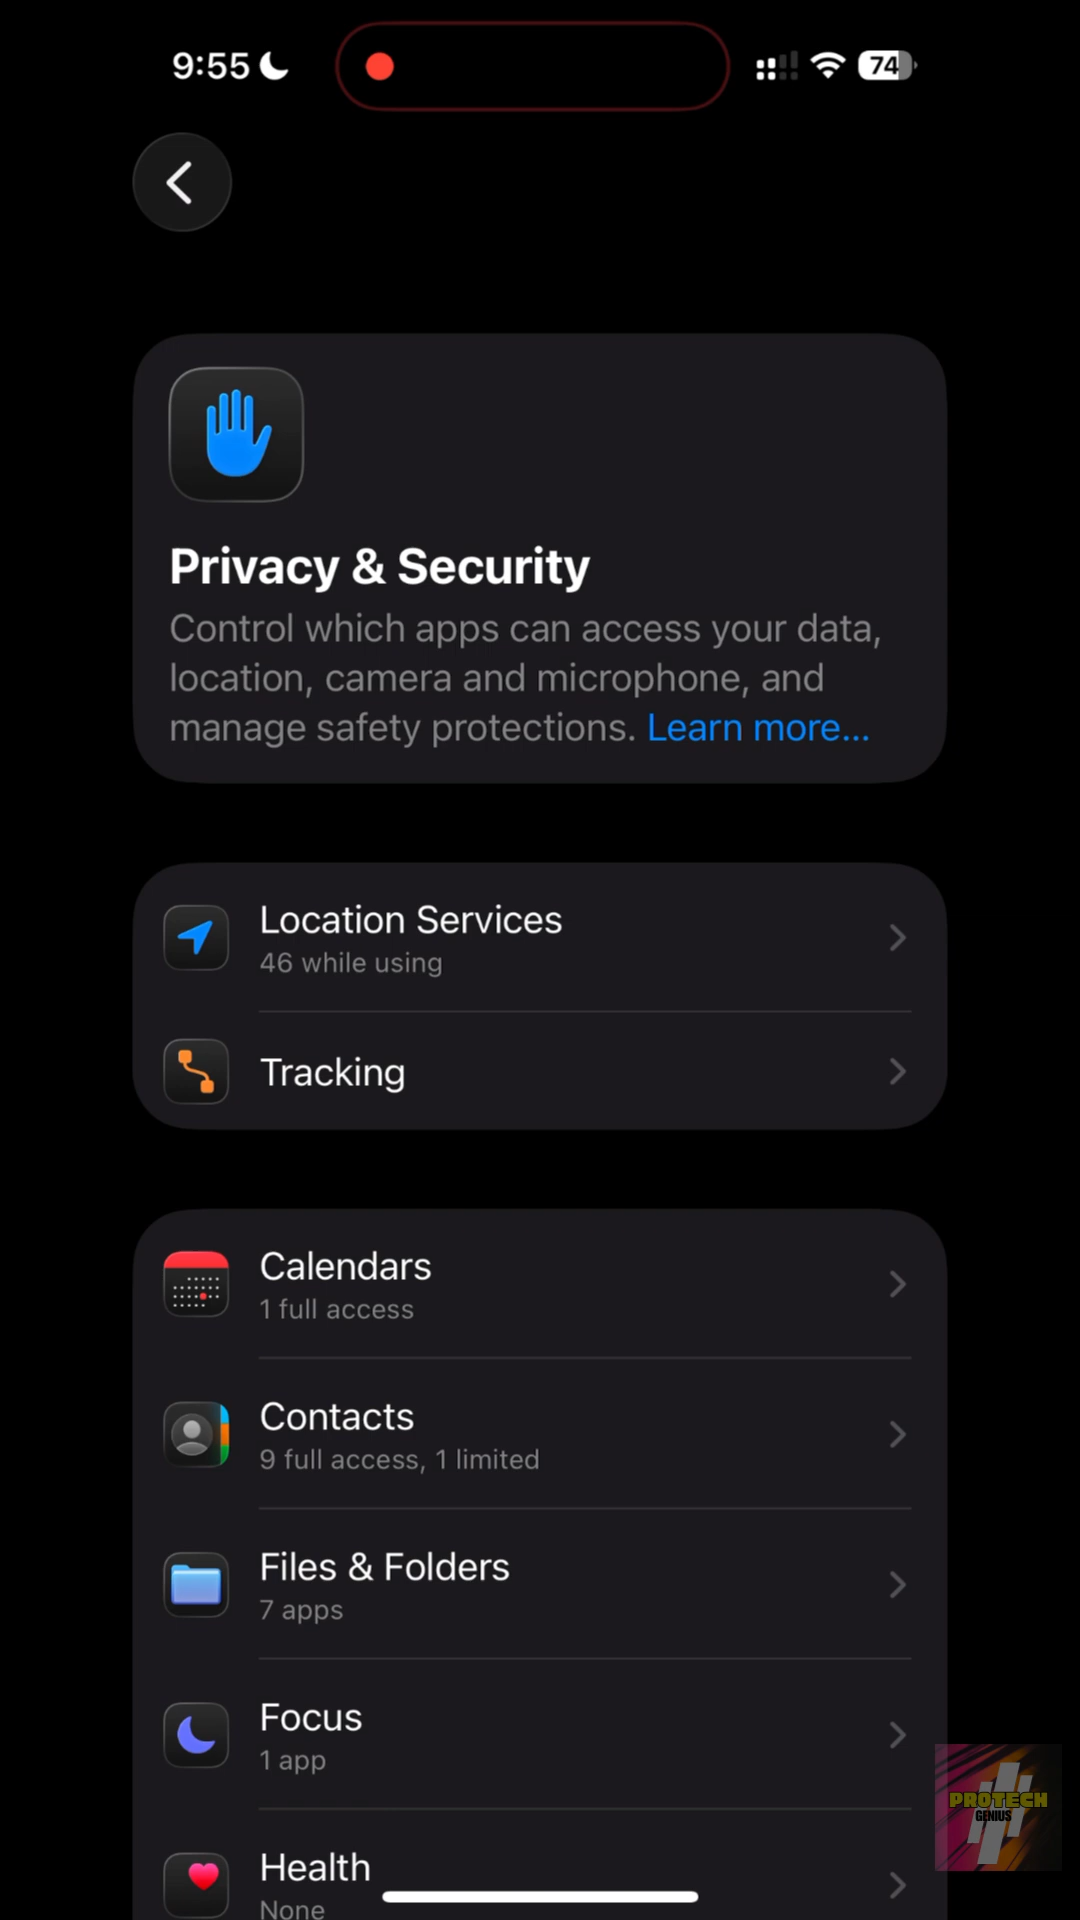 9:55
74
Privacy & Security
Control which apps can access your data,
location, camera and microphone, and
manage safety protections. Learn more...
Location Services
46 while using
Tracking
Calendars
1 full access
Contacts
9 full access, 1 limited
Files & Folders
7 apps
Focus
1 app
PROTECH
GENIUS
Health
None